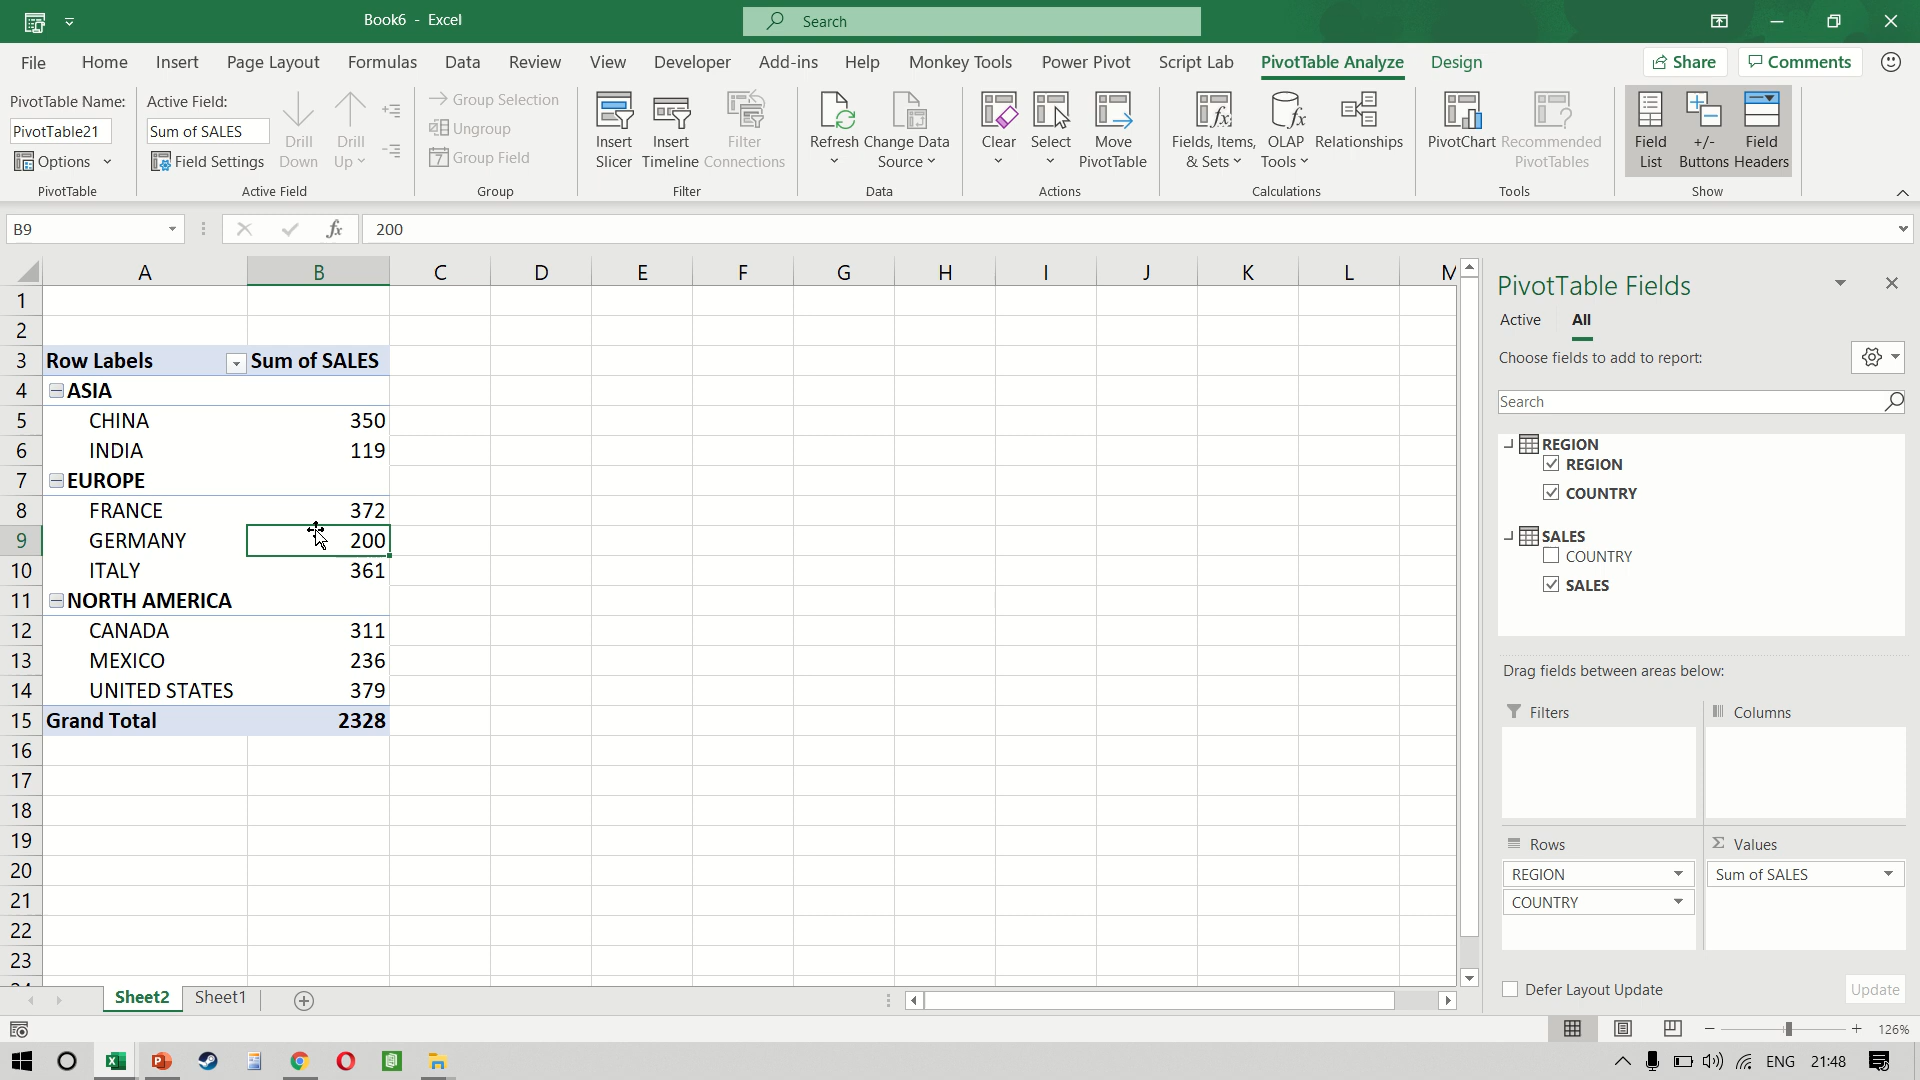 Book6 - Excel
Search
File Home Insert Page Layout Formulas Data Review View Developer Add-ins Help Monkey Tools Power Pivot Script Lab PivotTable Analyze Design Share Comments
PivotTable Name:
PivotTable21
Options
PivotTable
Active Field:
Sum of SALES
Field Settings
Drill Down
Drill Up
Active Field
Group Selection
Ungroup
Group Field
Group
Insert Slicer
Insert Timeline
Filter Connections
Filter
Refresh
Change Data Source
Data
Clear
Select
Move PivotTable
Actions
Fields, Items, & Sets
OLAP Tools
Relationships
Calculations
PivotChart
Recommended PivotTables
Tools
Field List
+/- Buttons
Field Headers
Show
B9 fx 200
A B C D E F G H I J K L M
1
2
3 Row Labels Sum of SALES
4 ASIA
5 CHINA 350
6 INDIA 119
7 EUROPE
8 FRANCE 372
9 GERMANY 200
10 ITALY 361
11 NORTH AMERICA
12 CANADA 311
13 MEXICO 236
14 UNITED STATES 379
15 Grand Total 2328
16
17
18
19
20
21
22
23
PivotTable Fields
Active All
Choose fields to add to report:
Search
REGION
REGION
COUNTRY
SALES
COUNTRY
SALES
Drag fields between areas below:
Filters
Columns
Rows
REGION
COUNTRY
Σ Values
Sum of SALES
Defer Layout Update
Update
Sheet2 Sheet1
126%
ENG 21:48